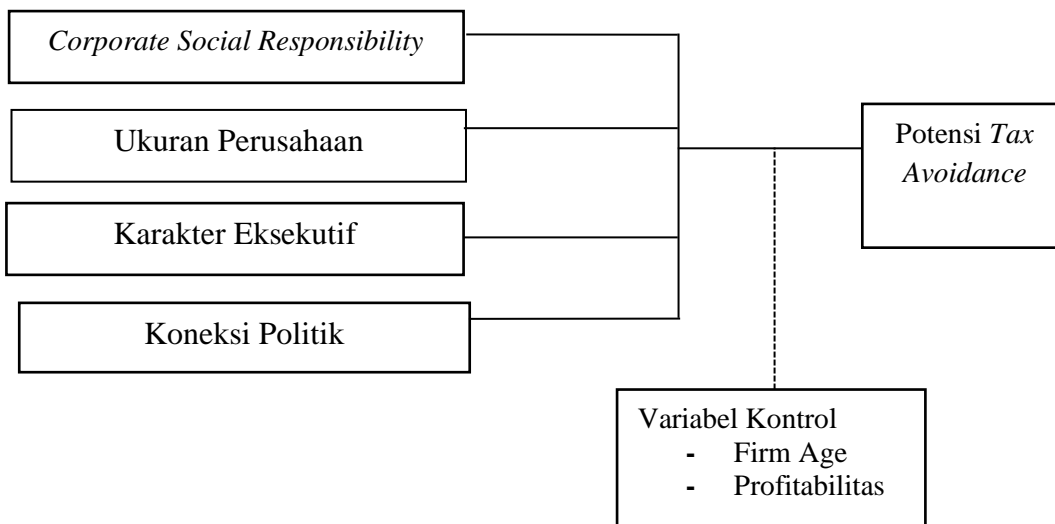 Corporate Social Responsibility
Ukuran Perusahaan
Karakter Eksekutif
Koneksi Politik
Potensi Tax
Avoidance
Variabel Kontrol
- Firm Age
- Profitabilitas